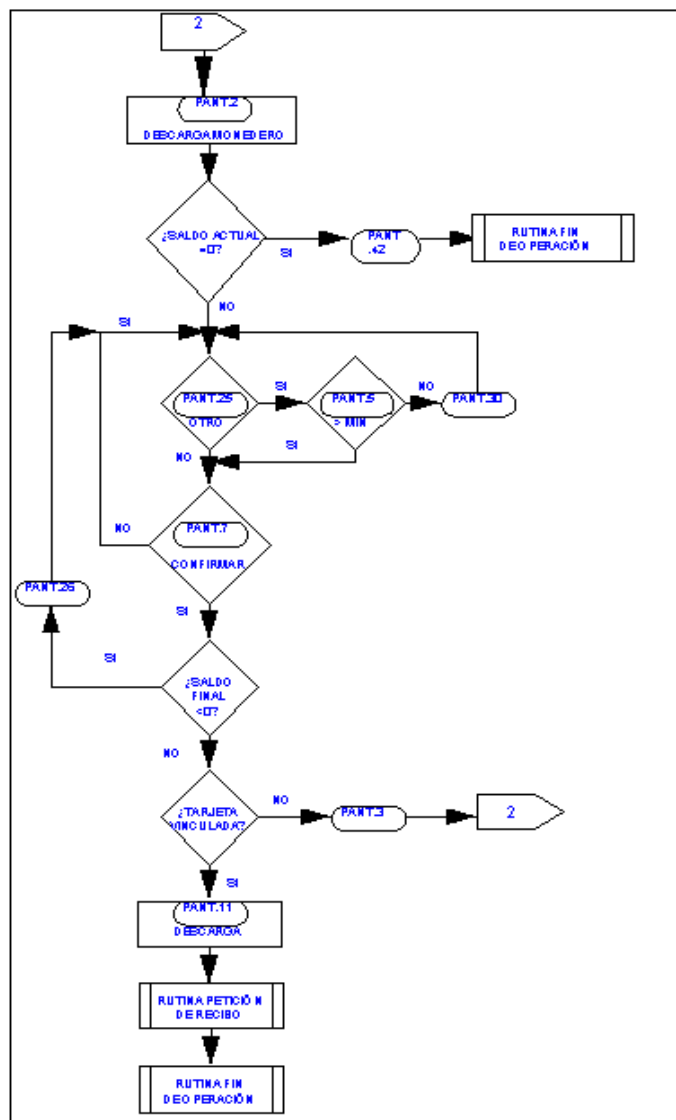 2
PANT.2
DESCARGA MONEDERO
¿SALDO ACTUAL
=0?
SI
PANT
.42
RUTINA FIN
DE OPERACIÓN
NO
SI
PANT.25
OTRO
SI
PANT.5
> MIN
NO
PANT.30
SI
NO
PANT.7
CONFIRMAR
NO
PANT.26
SI
SI
¿SALDO
FINAL
<0?
NO
¿TARJETA
VINCULADA?
NO
PANT.3
2
SI
PANT.11
DESCARGA
RUTINA PETICIÓN
DE RECIBO
RUTINA FIN
DE OPERACIÓN